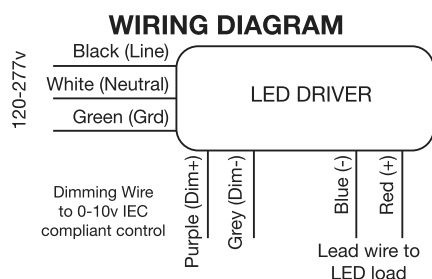 WIRING DIAGRAM
120-277v
Black (Line)
White (Neutral)
Green (Grd)
LED DRIVER
Dimming Wire
to 0-10v IEC
compliant control
Purple (Dim+)
Grey (Dim-)
Blue (-)
Red (+)
Lead wire to
LED load